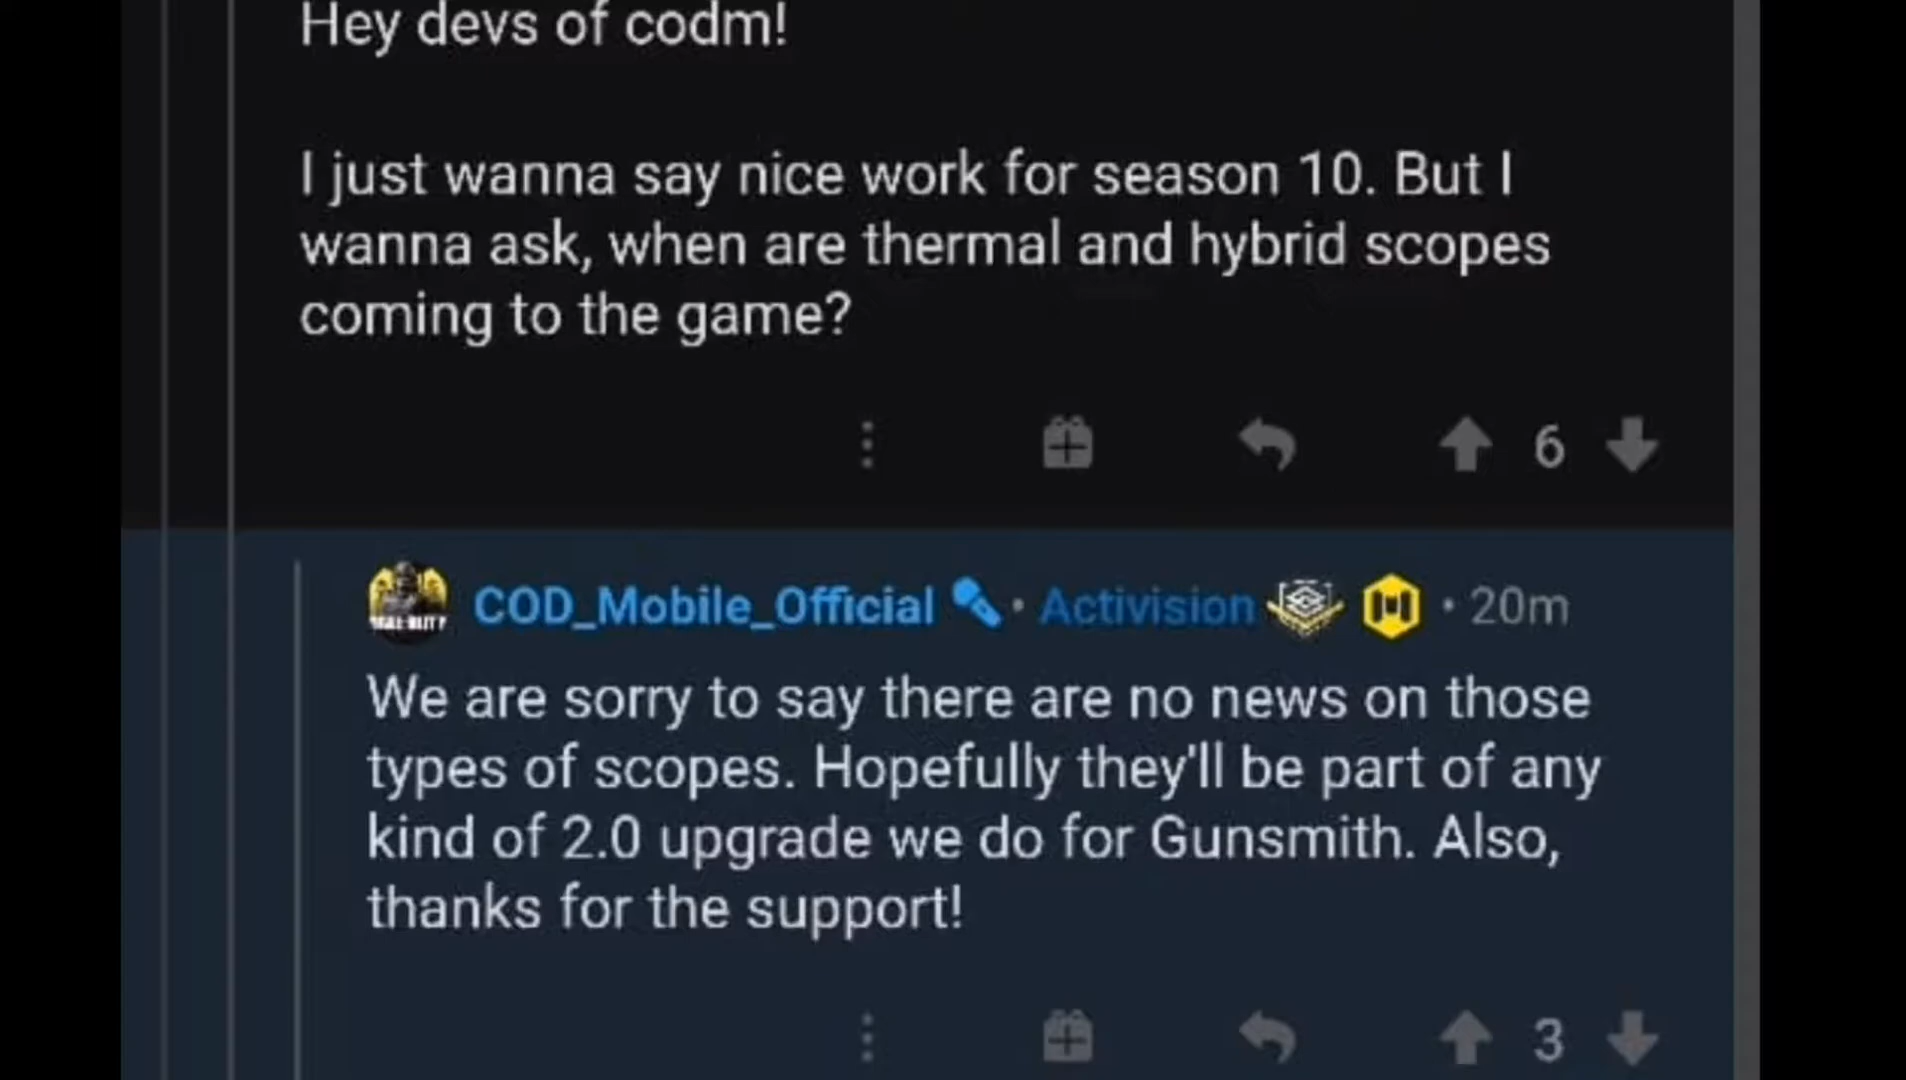 Hey devs of codm!
I just wanna say nice work for season 10. But I
wanna ask, when are thermal and hybrid scopes
coming to the game?
6
COD_Mobile_Official • Activision • 20m
We are sorry to say there are no news on those
types of scopes. Hopefully they'll be part of any
kind of 2.0 upgrade we do for Gunsmith. Also,
thanks for the support!
3